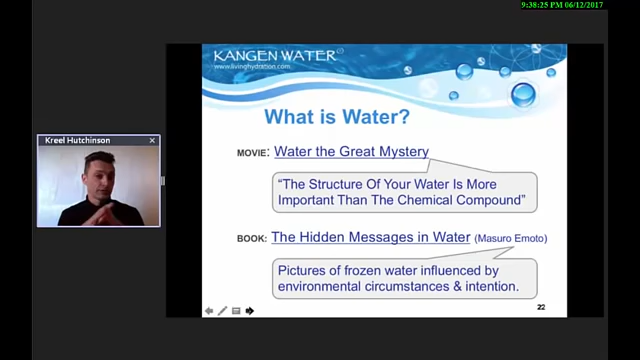 9:38:25 PM 06/12/2017
KANGEN WATER®
www.livinghydration.com
What is Water?
Kreel Hutchinson
MOVIE: Water the Great Mystery
“The Structure Of Your Water Is More
Important Than The Chemical Compound”
BOOK: The Hidden Messages in Water (Masuro Emoto)
Pictures of frozen water influenced by
environmental circumstances & intention.
22